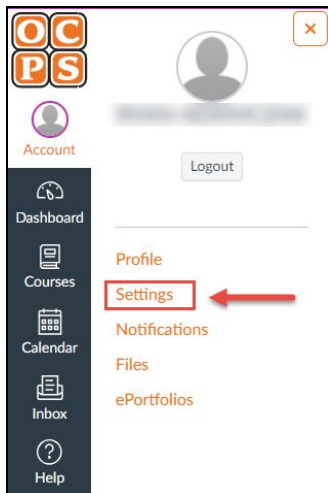 OC
PS
Account
Dashboard
Courses
Calendar
Inbox
Help
×
Logout
Profile
Settings
Notifications
Files
ePortfolios